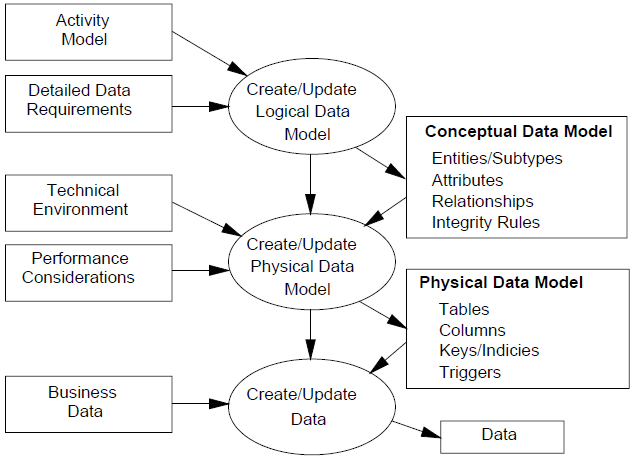 Activity
Model
Detailed Data
Requirements
Create/Update
Logical Data
Model
Conceptual Data Model
Entities/Subtypes
Attributes
Relationships
Integrity Rules
Technical
Environment
Performance
Considerations
Create/Update
Physical Data
Model
Physical Data Model
Tables
Columns
Keys/Indicies
Triggers
Business
Data
Create/Update
Data
Data